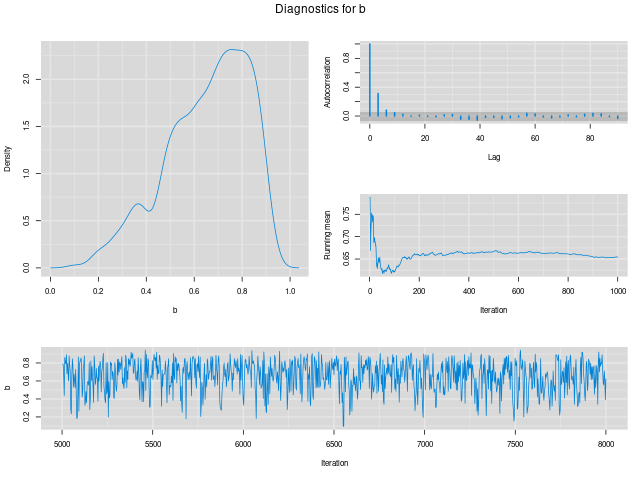 Diagnostics for b
Density
0.0 0.5 1.0 1.5 2.0
0.0 0.2 0.4 0.6 0.8 1.0
b
Autocorrelation
0.0 0.4 0.8
0 20 40 60 80
Lag
Running mean
0.65 0.70 0.75
0 200 400 600 800 1000
Iteration
b
0.2 0.4 0.6 0.8
5000 5500 6000 6500 7000 7500 8000
Iteration